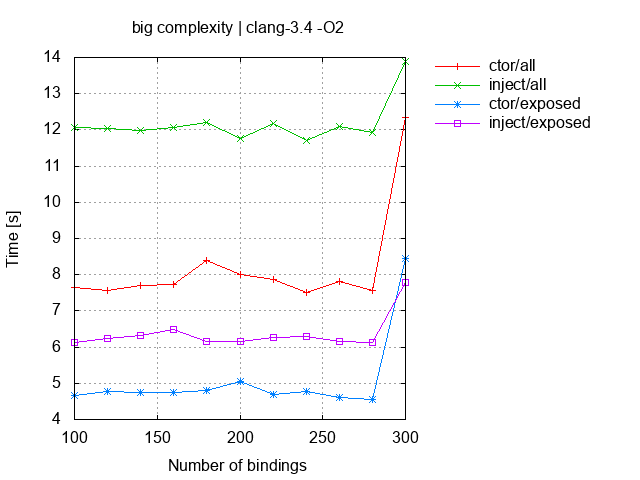 big complexity | clang-3.4 -O2
ctor/all
inject/all
ctor/exposed
inject/exposed
Time [s]
14
13
12
11
10
9
8
7
6
5
4
100 150 200 250 300
Number of bindings